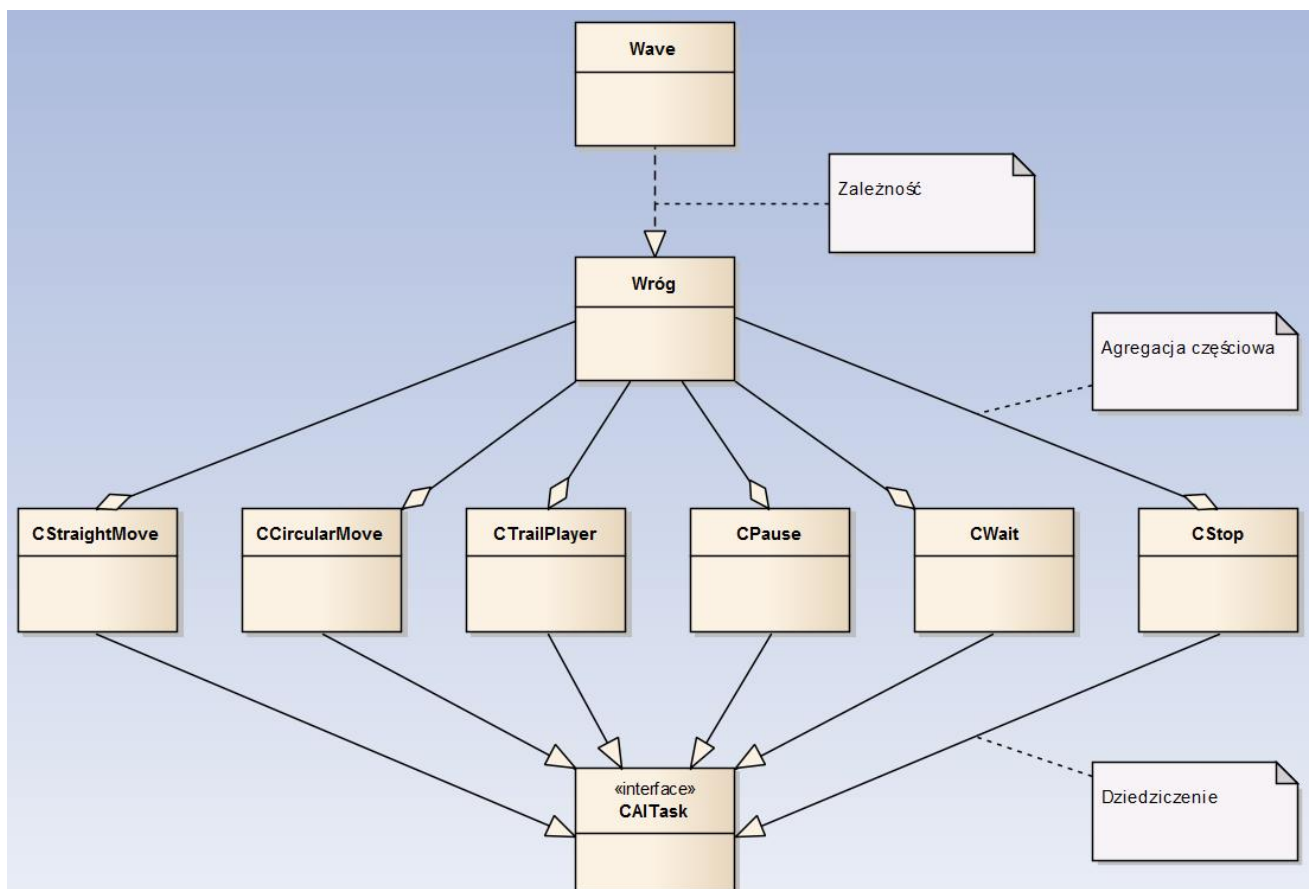 Wave
Zależność
Wróg
Agregacja częściowa
CStraightMove
CCircularMove
CTrailPlayer
CPause
CWait
CStop
«interface»
CAITask
Dziedziczenie